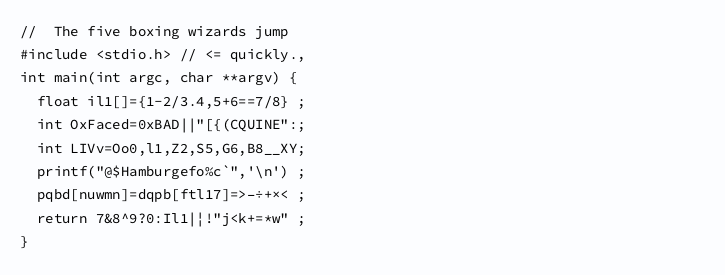 //  The five boxing wizards jump
#include <stdio.h> // <= quickly.,
int main(int argc, char **argv) {
  float il1[]={1-2/3.4,5+6==7/8} ;
  int OxFaced=0xBAD||"[{(CQUINE":;
  int LIVv=Oo0,l1,Z2,S5,G6,B8__XY;
  printf("@$Hamburgefo%c`",'\n') ;
  pqbd[nuwmn]=dqpb[ftl17]=>-÷+×< ;
  return 7&8^9?0:Il1||!"j<k+=*w" ;
}